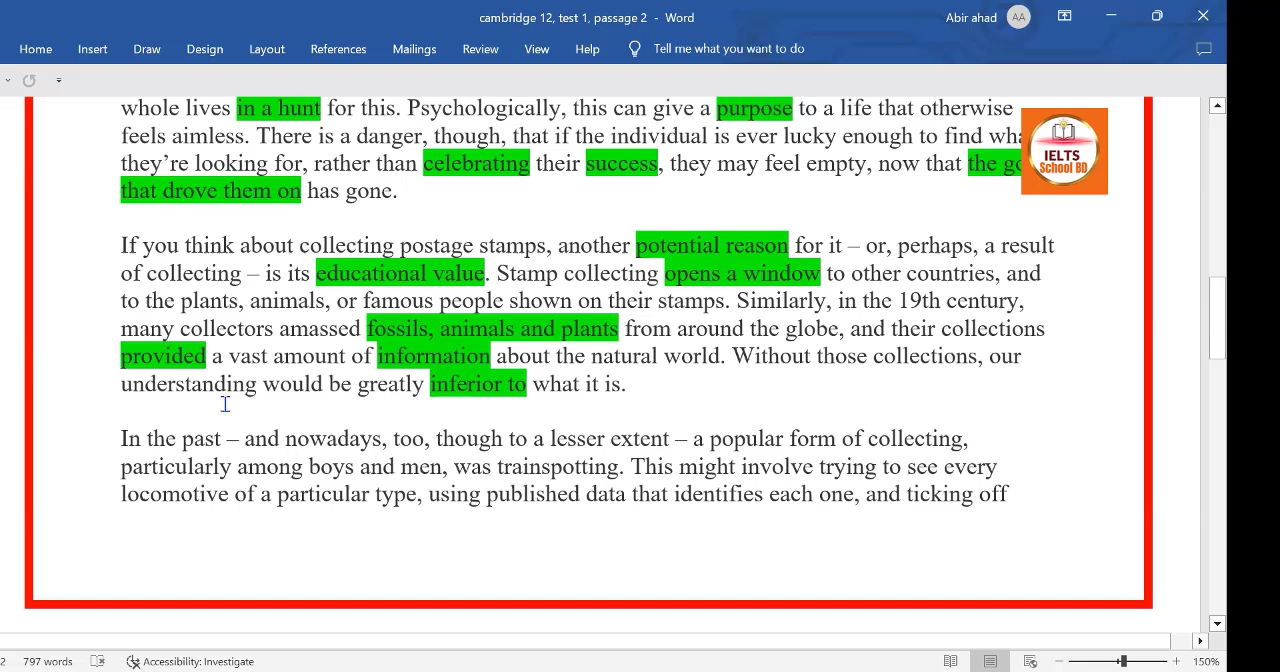 cambridge 12, test 1, passage 2 - Word
Abir ahad
AA
Home Insert Draw Design Layout References Mailings Review View Help Tell me what you want to do
whole lives in a hunt for this. Psychologically, this can give a purpose to a life that otherwise
feels aimless. There is a danger, though, that if the individual is ever lucky enough to find
they’re looking for, rather than celebrating their success, they may feel empty, now that the
that drove them on has gone.
IELTS
School BD
If you think about collecting postage stamps, another potential reason for it – or, perhaps, a result
of collecting – is its educational value. Stamp collecting opens a window to other countries, and
to the plants, animals, or famous people shown on their stamps. Similarly, in the 19th century,
many collectors amassed fossils, animals and plants from around the globe, and their collections
provided a vast amount of information about the natural world. Without those collections, our
understanding would be greatly inferior to what it is.
In the past – and nowadays, too, though to a lesser extent – a popular form of collecting,
particularly among boys and men, was trainspotting. This might involve trying to see every
locomotive of a particular type, using published data that identifies each one, and ticking off
2 797 words Accessibility: Investigate 150%